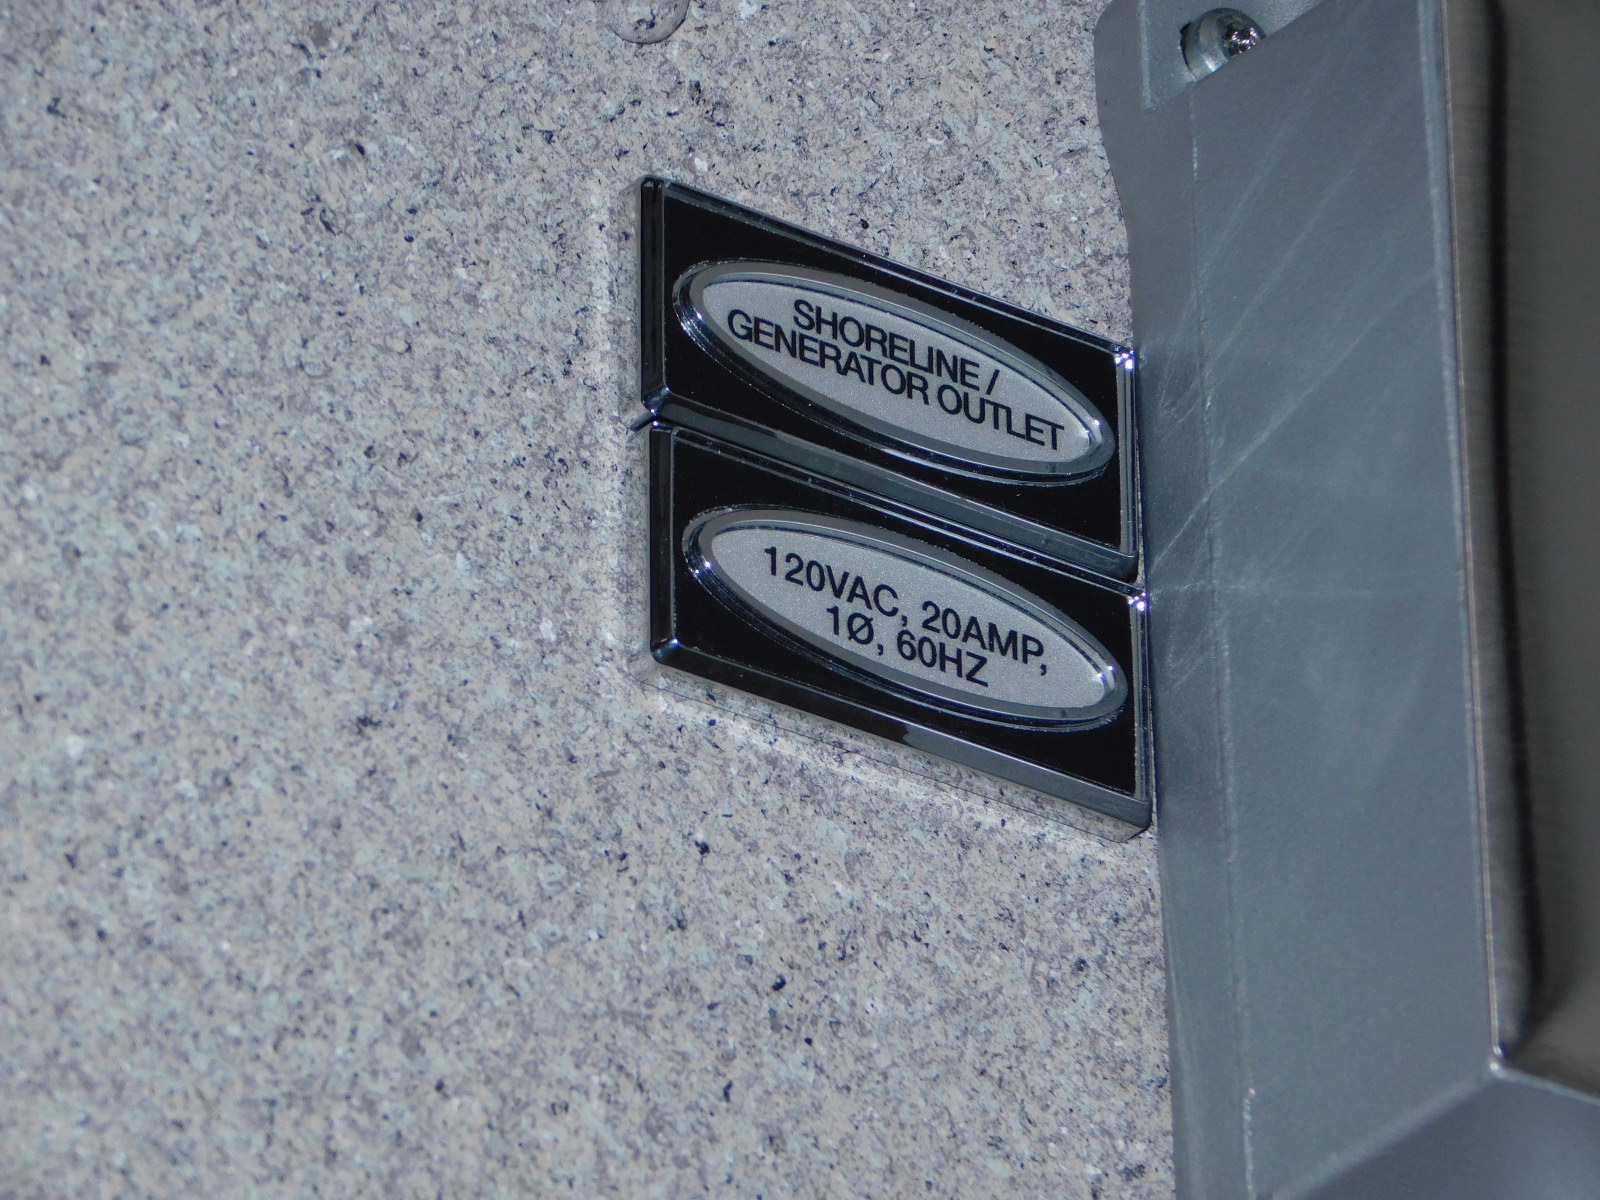 SHORELINE /
GENERATOR OUTLET
120VAC, 20AMP,
1Ø, 60HZ